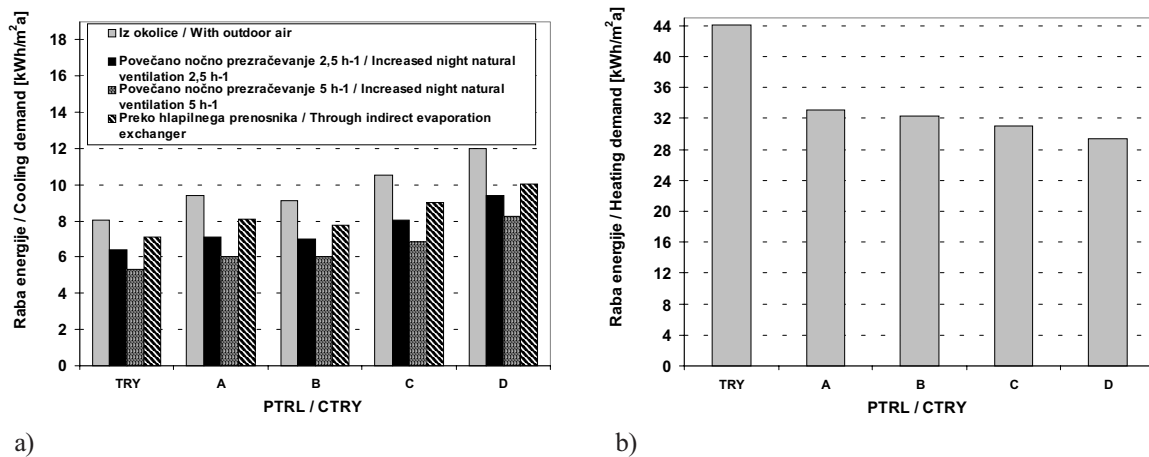 Raba energije / Cooling demand [kWh/m²a]
18
16
14
12
10
8
6
4
2
0
Iz okolice / With outdoor air
Povečano nočno prezračevanje 2,5 h-1 / Increased night natural
ventilation 2,5 h-1
Povečano nočno prezračevanje 5 h-1 / Increased night natural
ventilation 5 h-1
Preko hlapilnega prenosnika / Through indirect evaporation
exchanger
TRY A B C D
PTRL / CTRY
a)
Raba energije / Heating demand [kWh/m²a]
44
40
36
32
28
24
20
16
12
8
4
0
TRY A B C D
PTRL / CTRY
b)